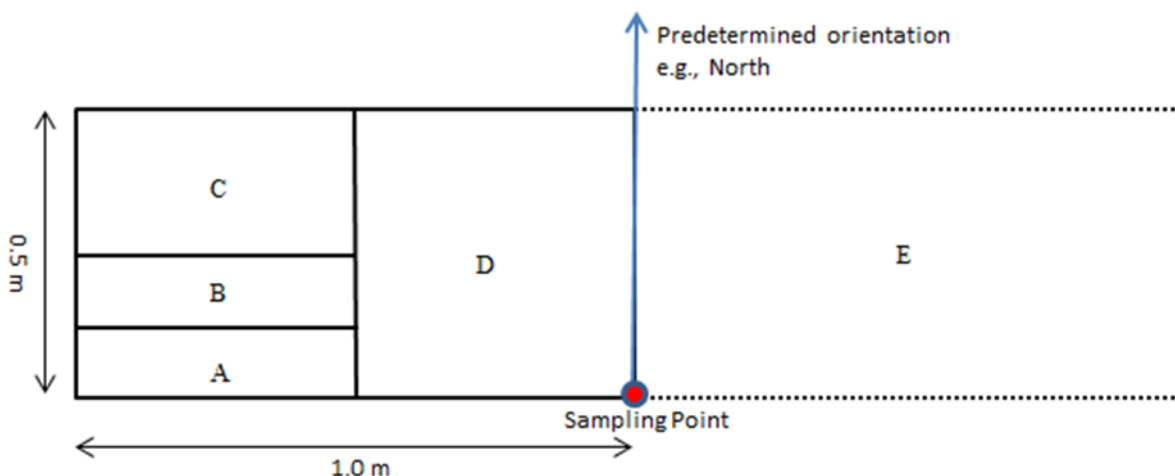 Predetermined orientation
e.g., North
C
0.5 m
D
E
B
A
Sampling Point
1.0 m